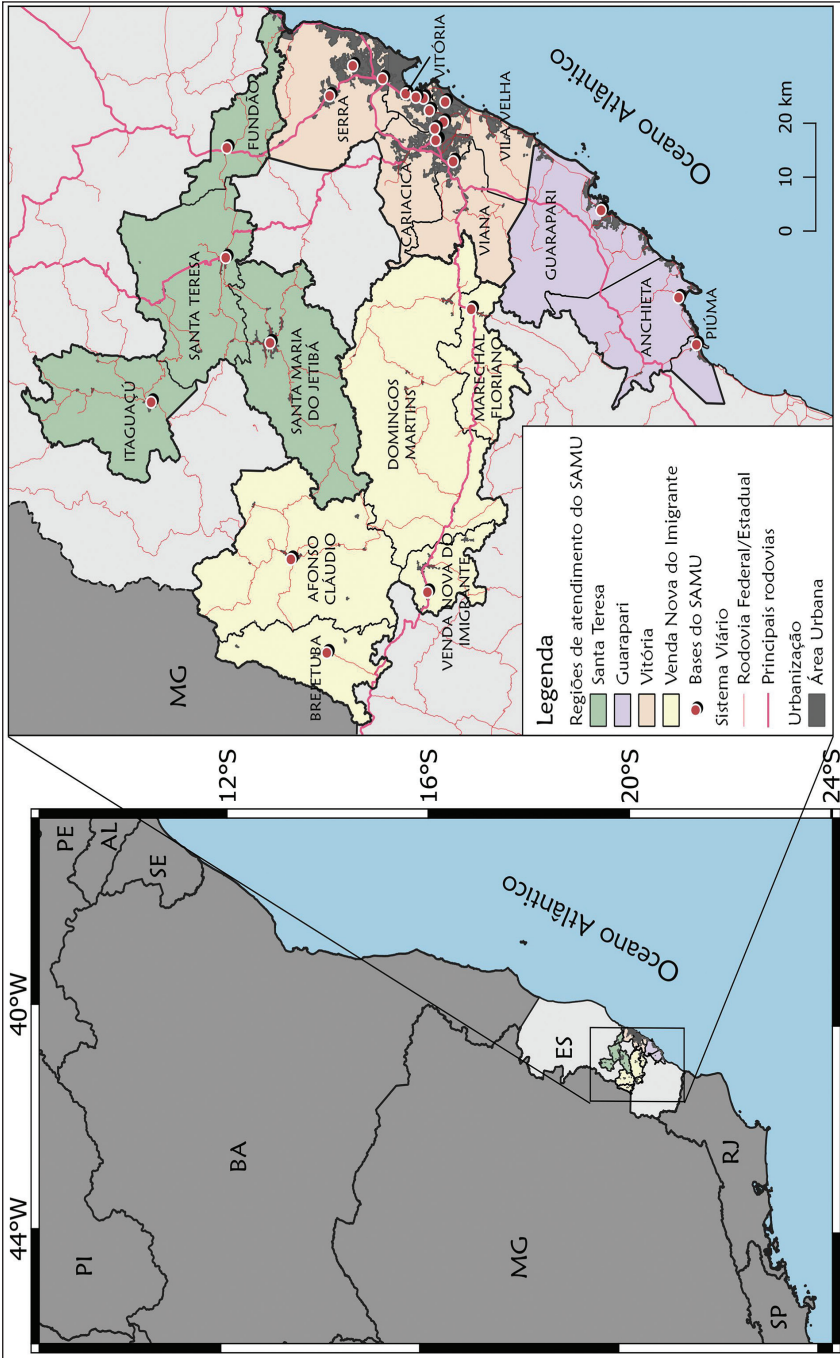 44°W
40°W
12°S
16°S
20°S
24°S
PI
PE
AL
SE
BA
MG
ES
RJ
SP
Oceano Atlântico
MG
ITAGUAÇÚ
SANTA TERESA
FUNDÃO
SANTA MARIA
DO JETIBÁ
SERRA
AFONSO
CLÁUDIO
BREJETUBA
DOMINGOS
MARTINS
MARECHAL
FLORIANO
VENDA NOVA DO
IMIGRANTE
CARIACICA
VITÓRIA
VIANA
VILA VELHA
GUARAPARI
ANCHIETA
PIÚMA
Oceano Atlântico
0 10 20 km
Legenda
Regiões de atendimento do SAMU
Santa Teresa
Guarapari
Vitória
Venda Nova do Imigrante
Bases do SAMU
Sistema Viário
Rodovia Federal/Estadual
Principais rodovias
Urbanização
Área Urbana